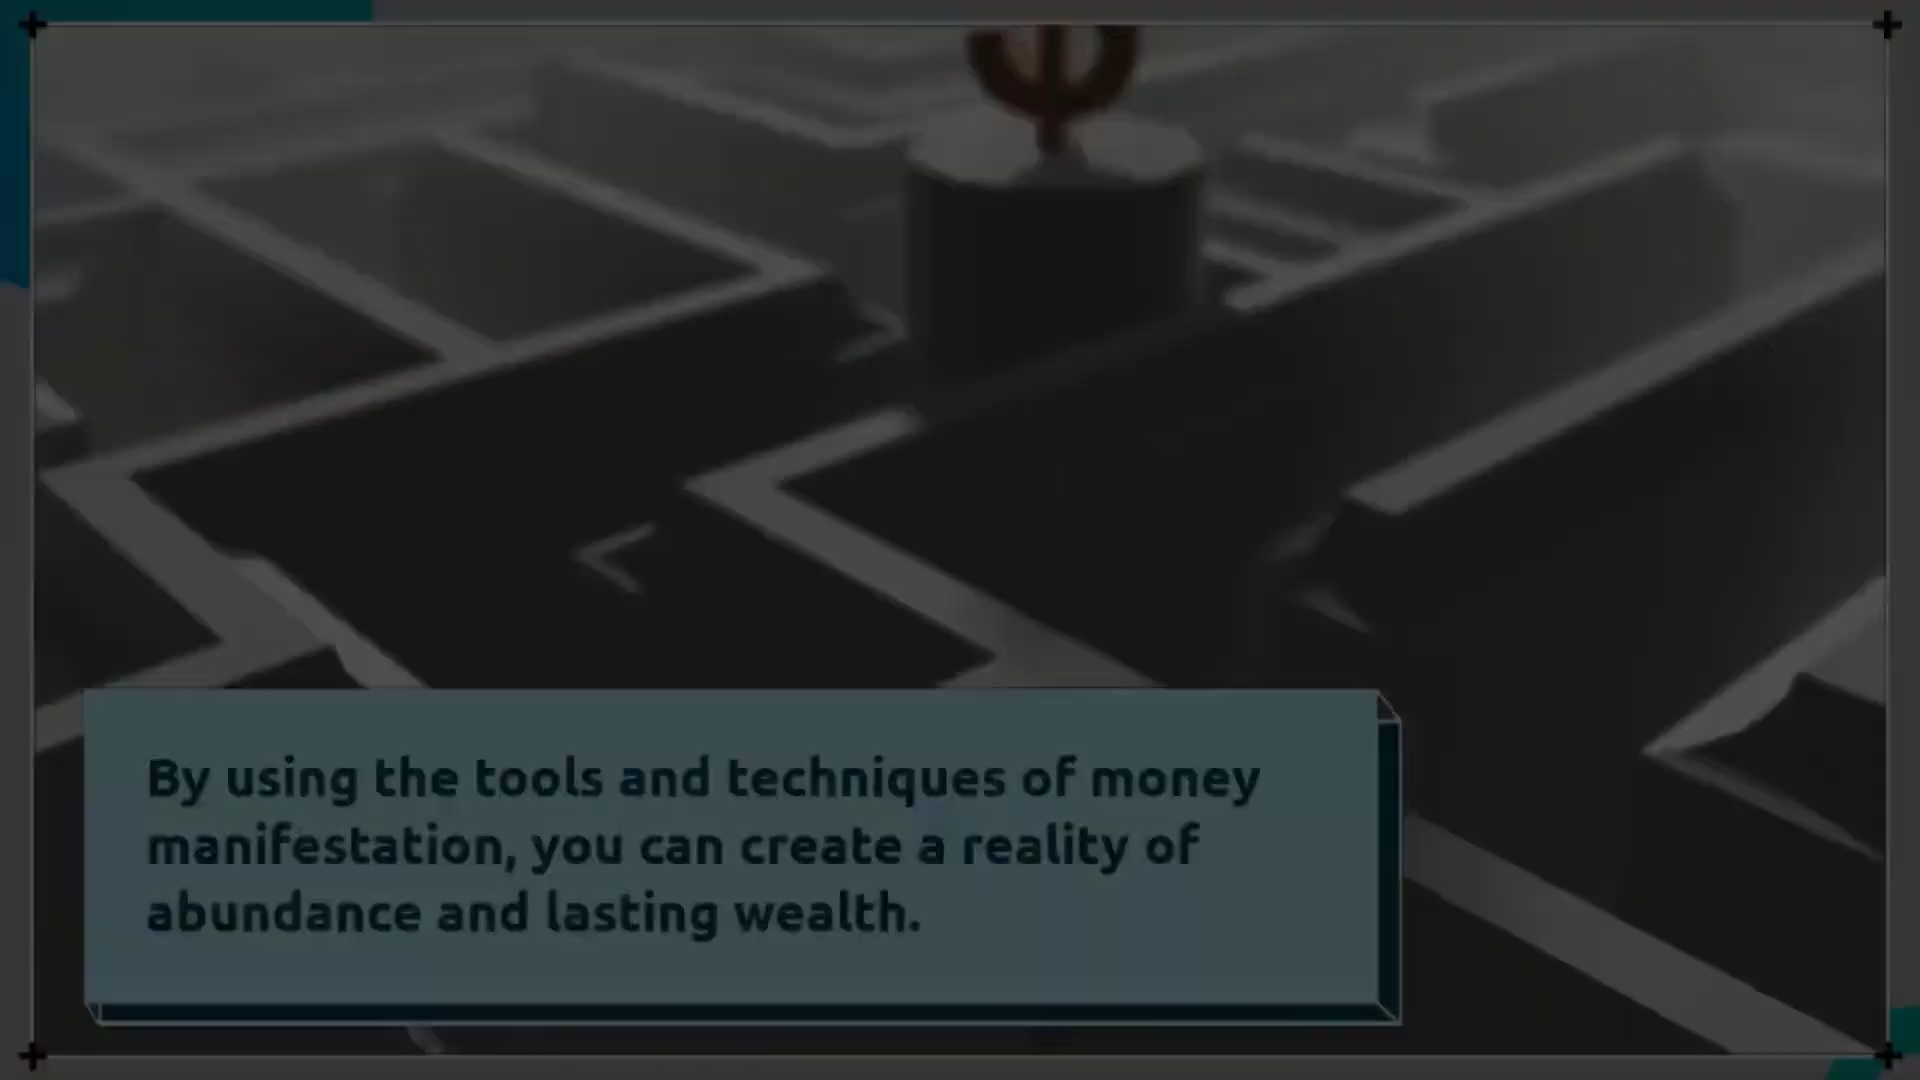 By using the tools and techniques of money
manifestation, you can create a reality of
abundance and lasting wealth.